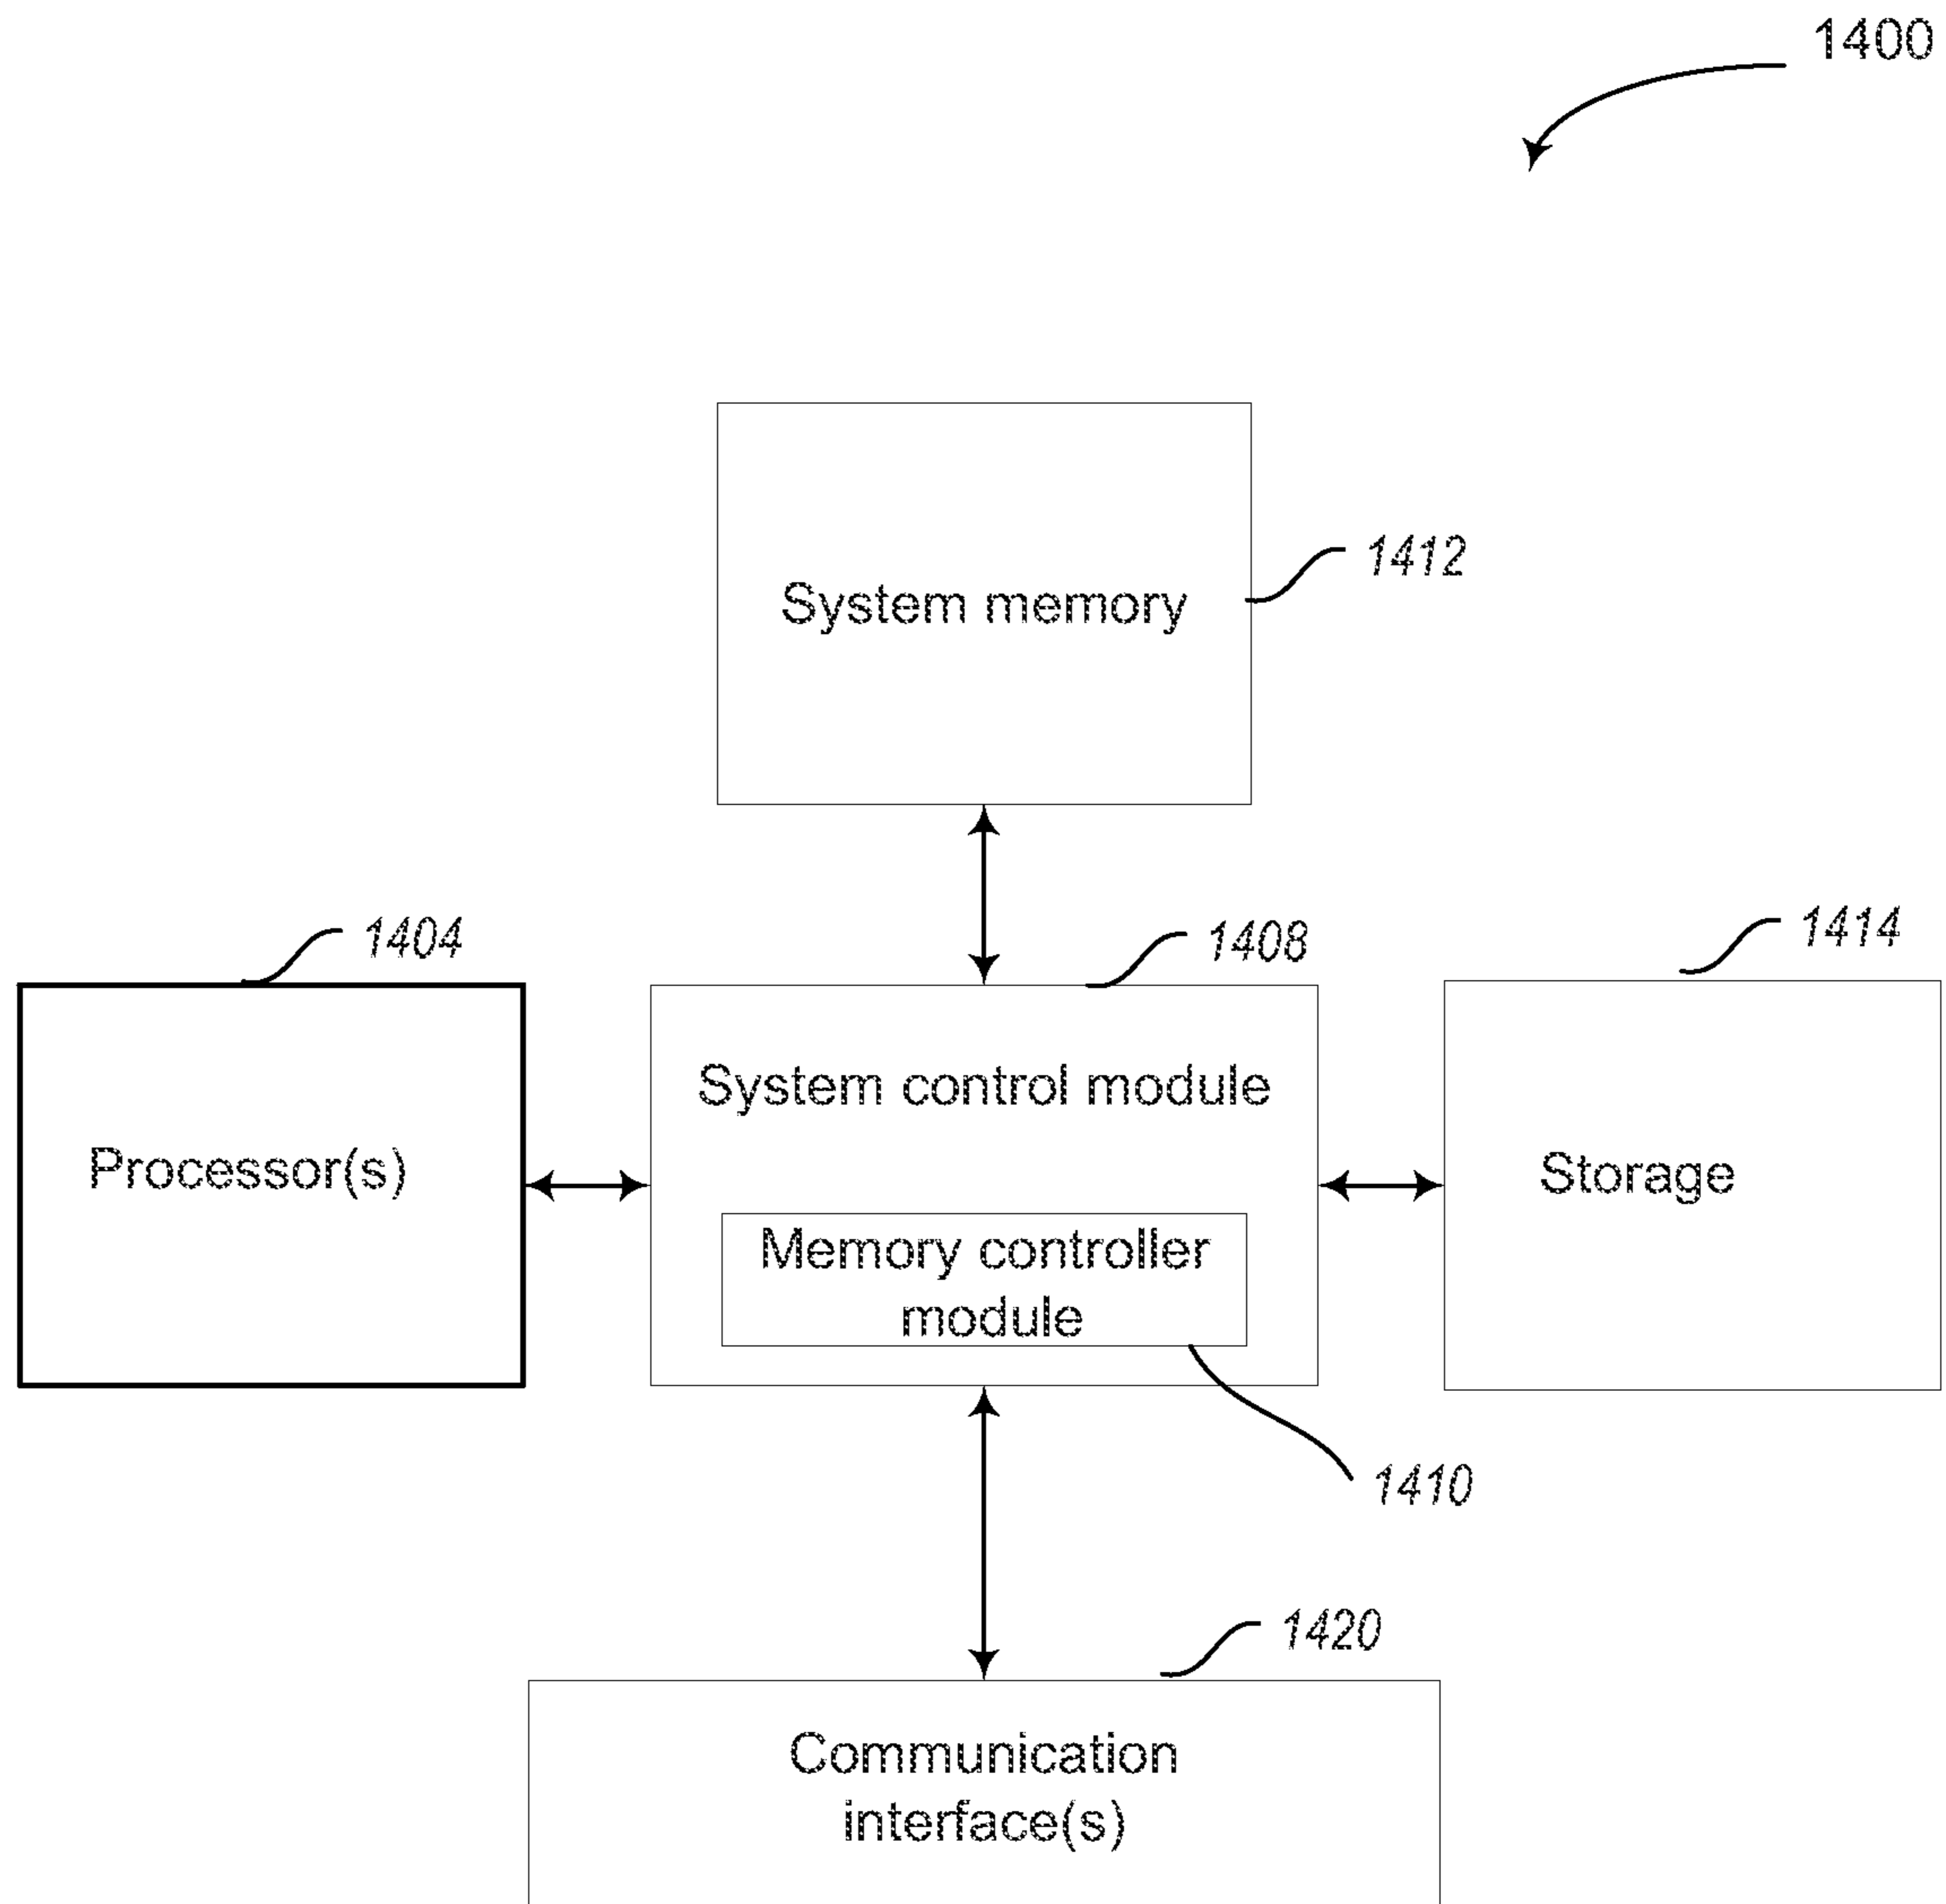 1400
System memory
1412
1404
1408
1414
Processor(s)
System control module
Storage
Memory controller
module
1410
1420
Communication
interface(s)